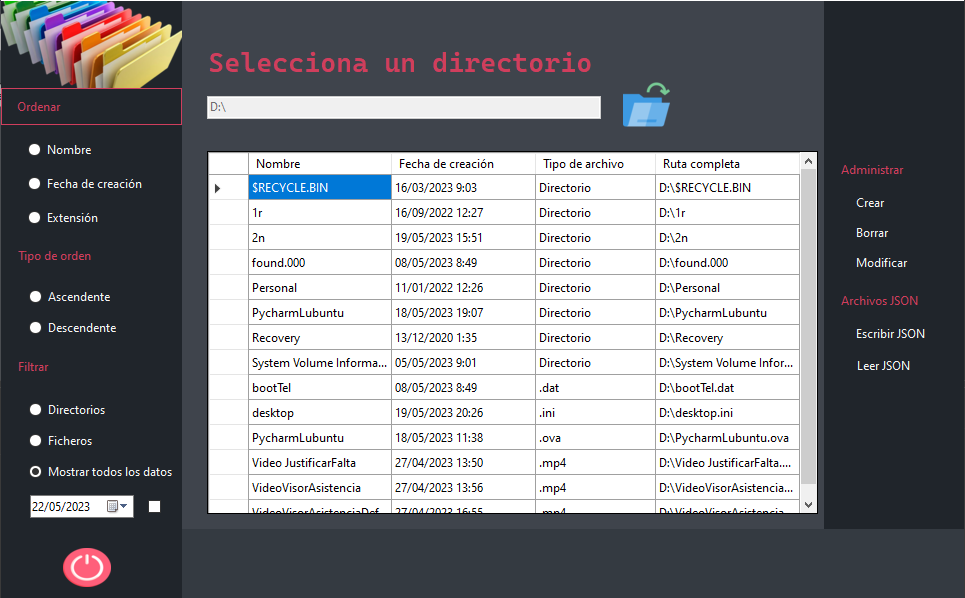 Selecciona un directorio
D:\
Ordenar
Nombre
Fecha de creación
Extensión
Tipo de orden
Ascendente
Descendente
Filtrar
Directorios
Ficheros
Mostrar todos los datos
22/05/2023
Nombre Fecha de creación Tipo de archivo Ruta completa
$RECYCLE.BIN 16/03/2023 9:03 Directorio D:\$RECYCLE.BIN
1r 16/09/2022 12:27 Directorio D:\1r
2n 19/05/2023 15:51 Directorio D:\2n
found.000 08/05/2023 8:49 Directorio D:\found.000
Personal 11/01/2022 12:26 Directorio D:\Personal
PycharmLubuntu 18/05/2023 19:07 Directorio D:\PycharmLubuntu
Recovery 13/12/2020 1:35 Directorio D:\Recovery
System Volume Informa... 05/05/2023 9:01 Directorio D:\System Volume Infor...
bootTel 08/05/2023 8:49 .dat D:\bootTel.dat
desktop 19/05/2023 20:26 .ini D:\desktop.ini
PycharmLubuntu 18/05/2023 11:38 .ova D:\PycharmLubuntu.ova
Video JustificarFalta 27/04/2023 13:50 .mp4 D:\Video JustificarFalta....
VideoVisorAsistencia 27/04/2023 13:56 .mp4 D:\VideoVisorAsistencia...
VideoVisorAsistenciaDef 27/04/2023 16:55 .mp4 D:\VideoVisorAsistencia...
Administrar
Crear
Borrar
Modificar
Archivos JSON
Escribir JSON
Leer JSON